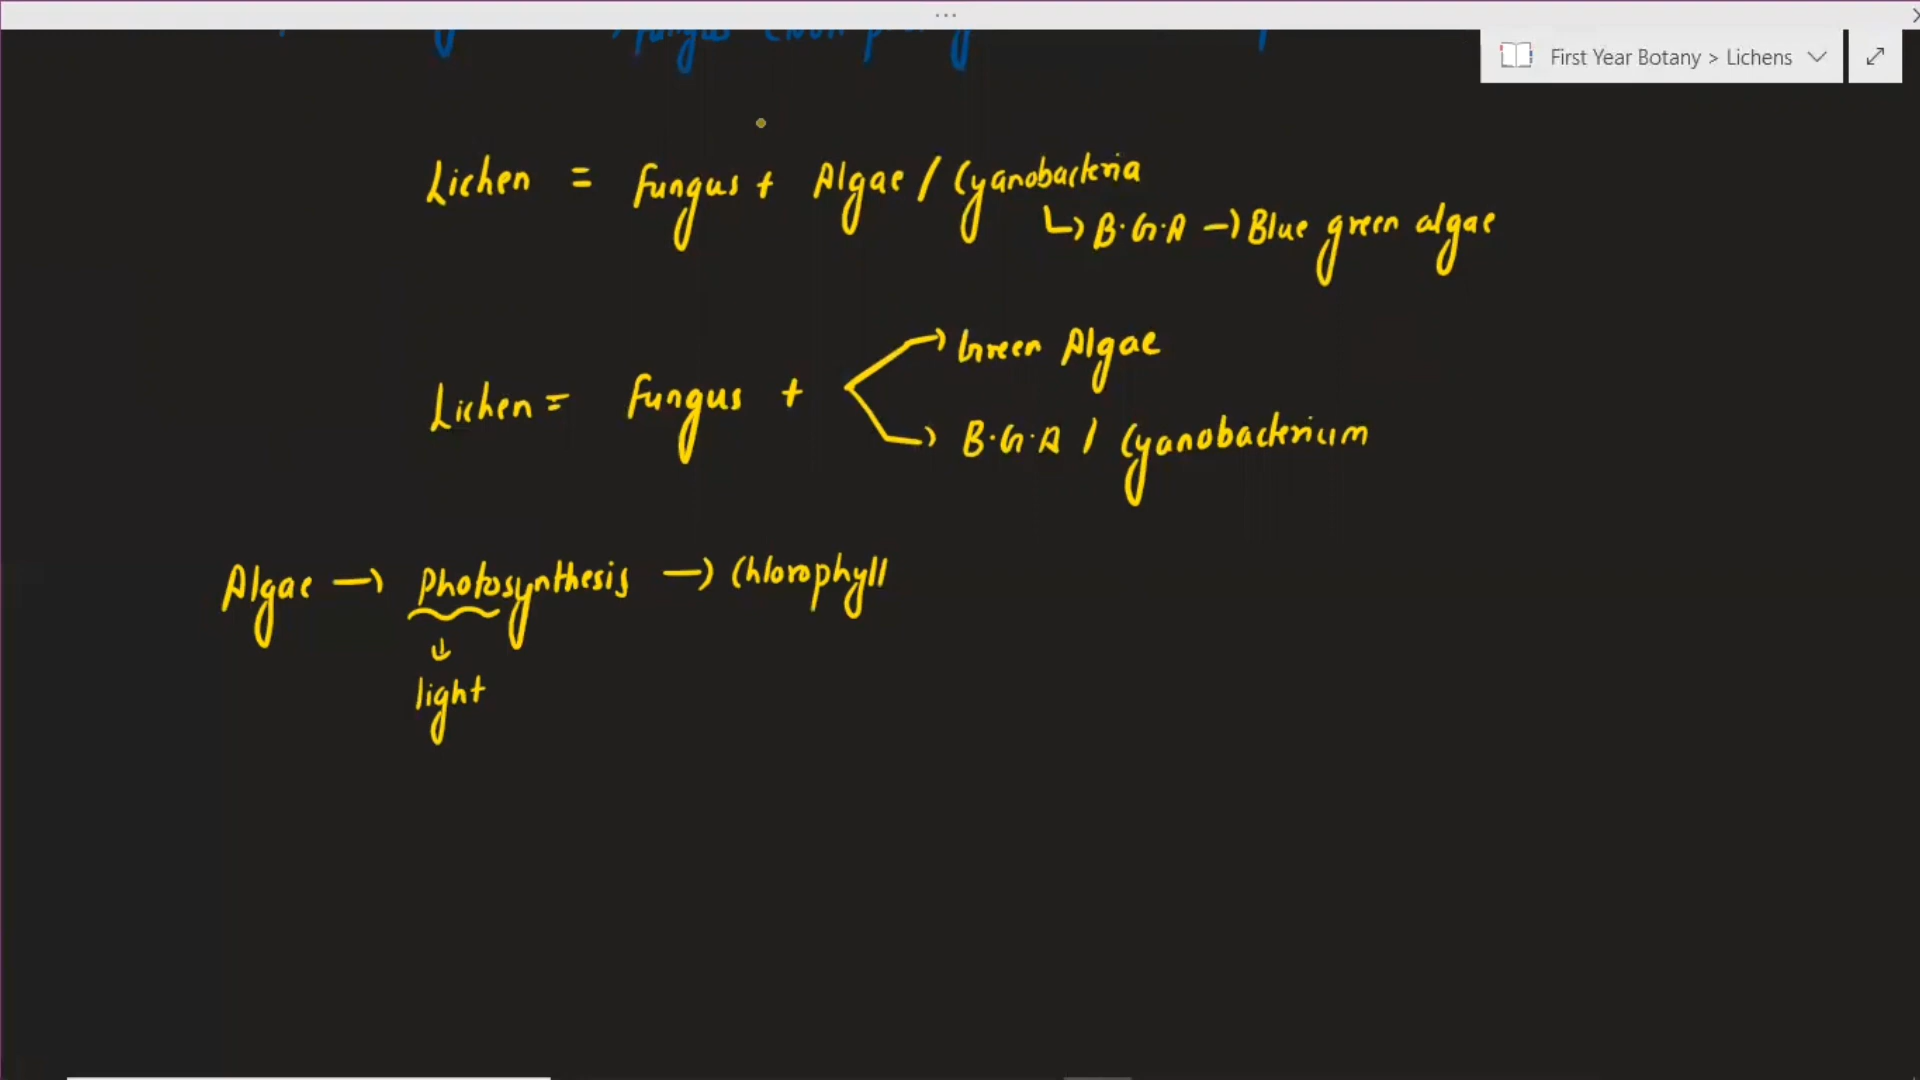 fungus
First Year Botany > Lichens
Lichen = Fungus + Algae / Cyanobacteria
↳ B.G.A → Blue green algae
Green Algae
Lichen = Fungus +
B.G.A / Cyanobacterium
Algae → Photosynthesis → Chlorophyll
↓
light